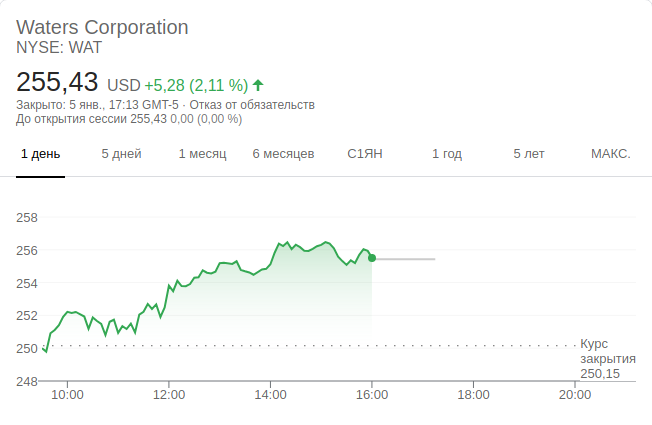 Waters Corporation
NYSE: WAT
255,43 USD +5,28 (2,11 %)
Закрыто: 5 янв., 17:13 GMT-5 · Отказ от обязательств
До открытия сессии 255,43 0,00 (0,00 %)
1 день 5 дней 1 месяц 6 месяцев С1ЯН 1 год 5 лет МАКС.
258
256
254
252
250
248
Курс
закрытия
250,15
10:00 12:00 14:00 16:00 18:00 20:00